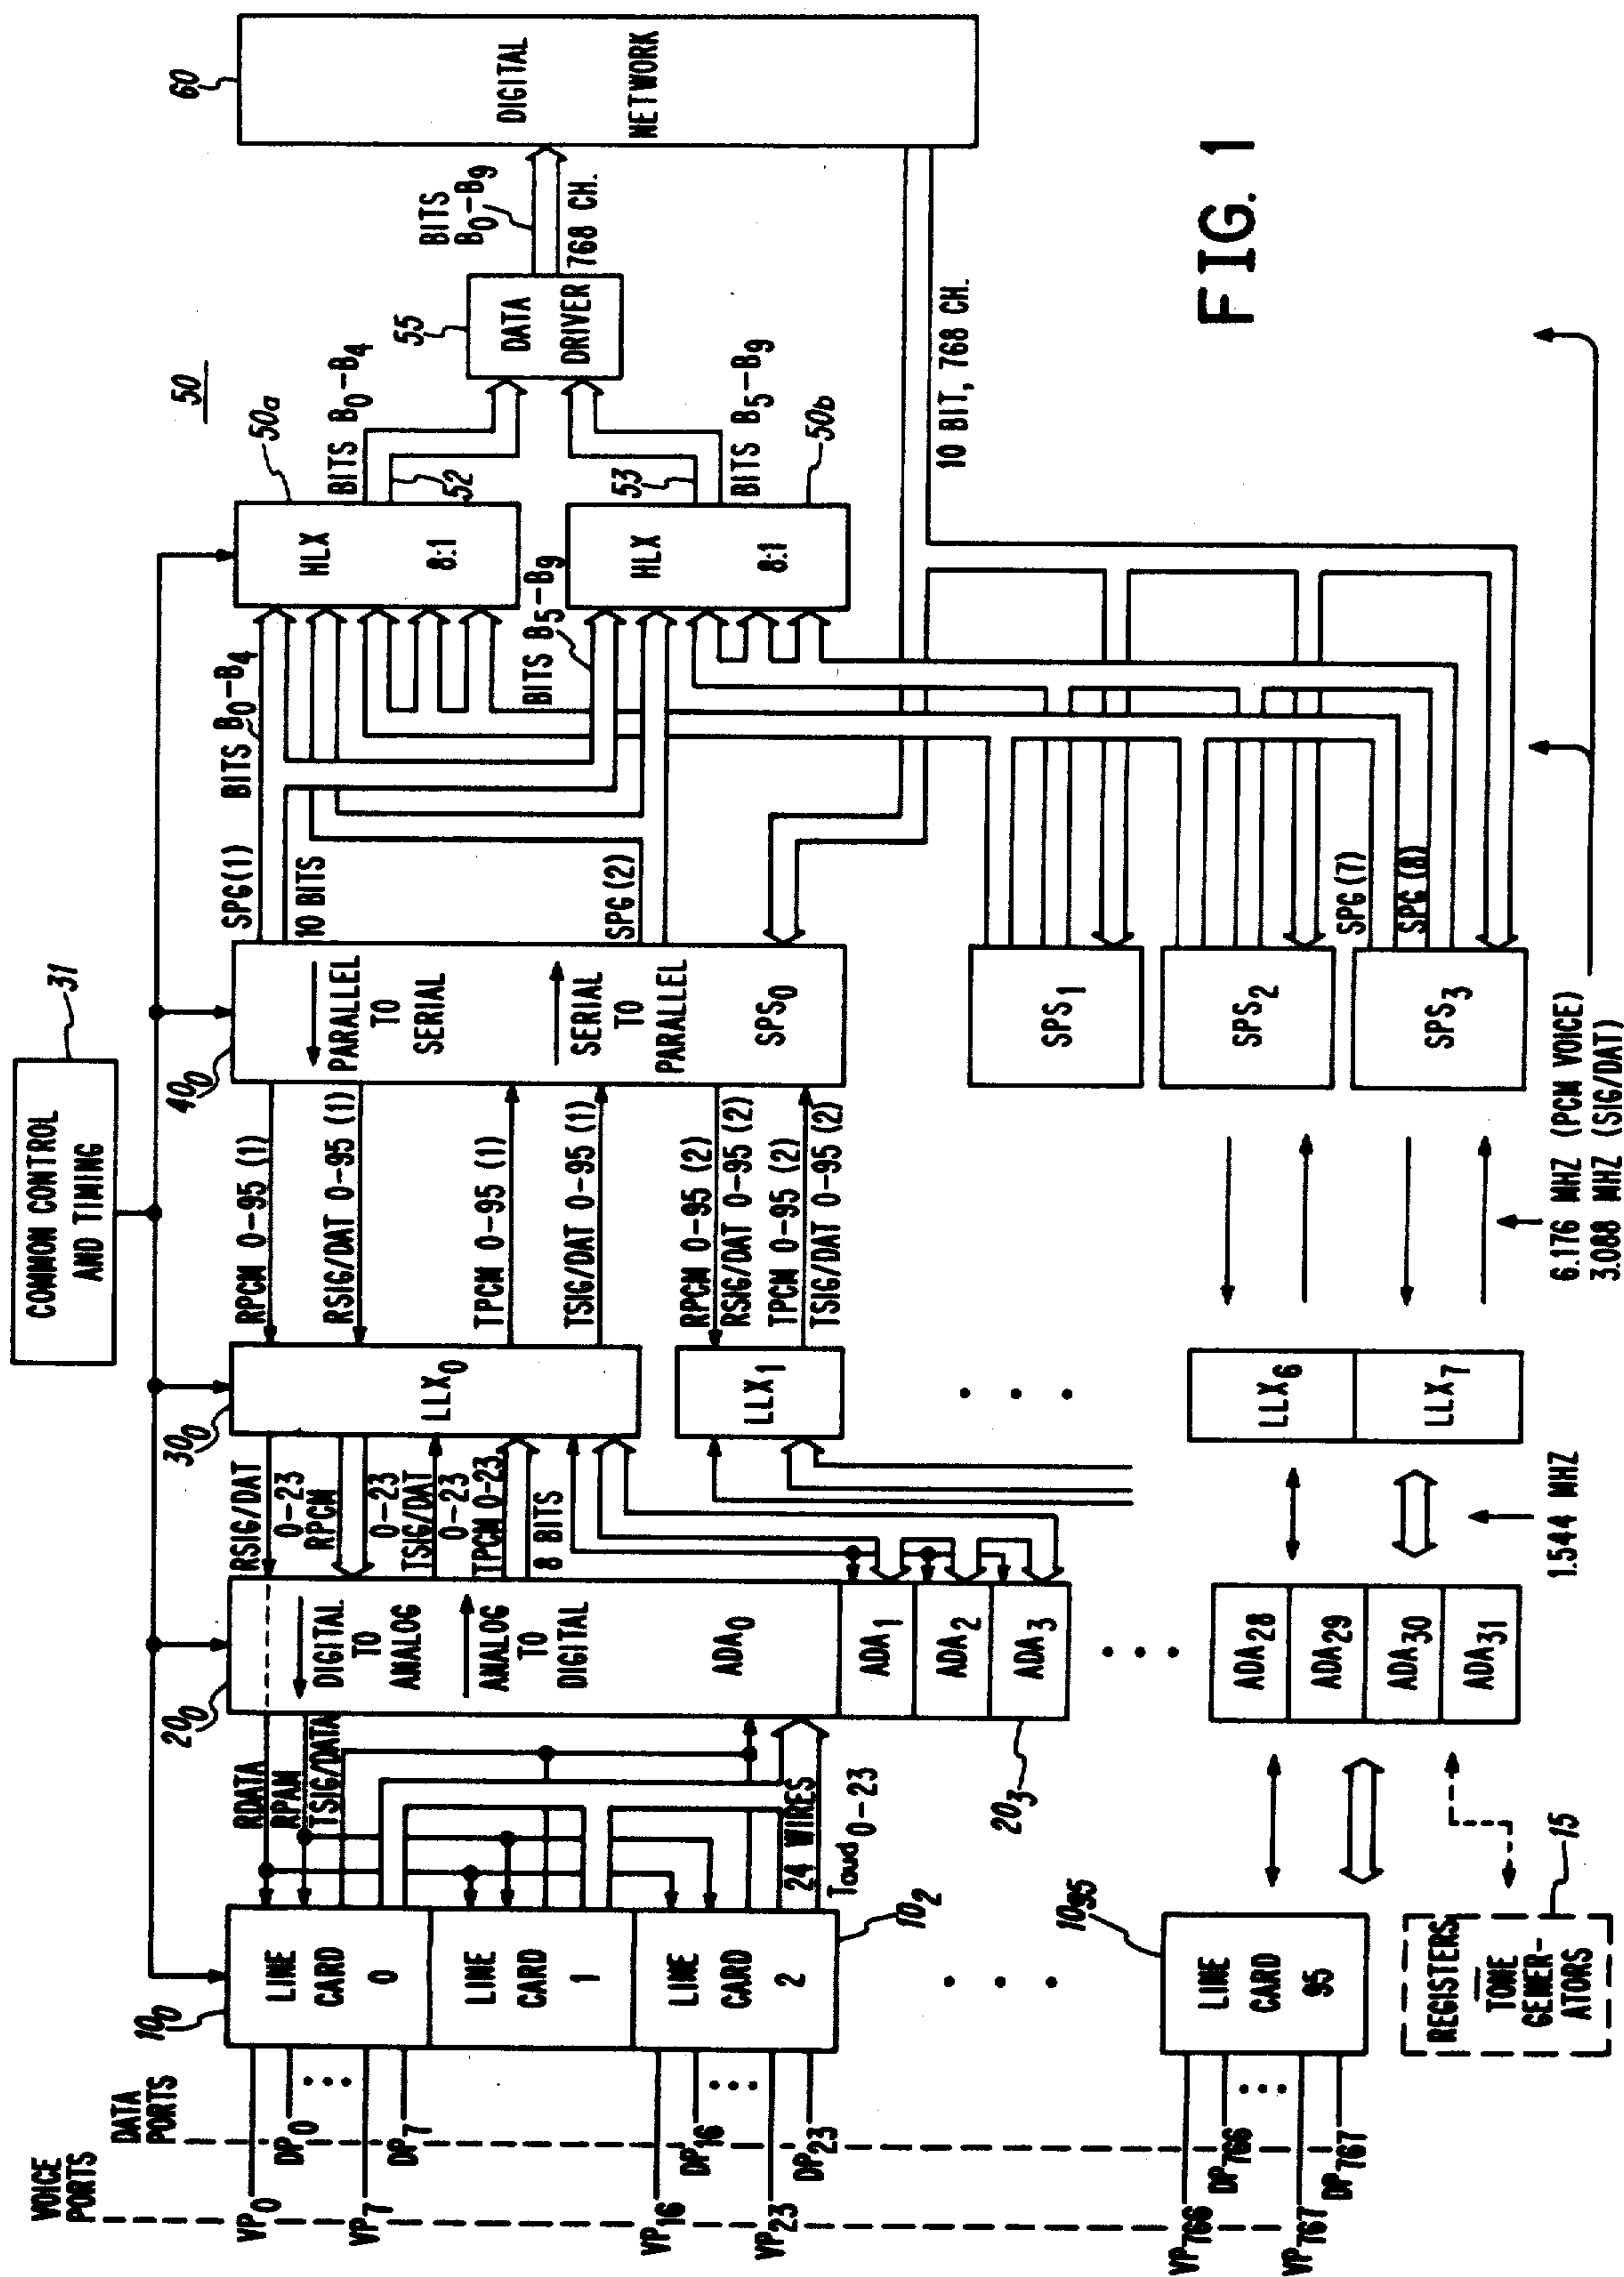 COMMON CONTROL
AND TIMING
31
VOICE
PORTS
DATA
PORTS
VP0
DP0
VP7
DP7
VP16
DP16
VP23
DP23
VP766
DP766
VP767
DP767
100
LINE
CARD
0
LINE
CARD
1
LINE
CARD
2
102
1095
LINE
CARD
95
REGISTERS
TONE
GENER-
ATORS
15
RDATA
RPAM
TSIG/DATA
24 WIRES
Taud 0-23
200
DIGITAL
TO
ANALOG
ANALOG
TO
DIGITAL
ADA0
ADA1
ADA2
ADA3
203
ADA28
ADA29
ADA30
ADA31
RSIG/DAT
0-23
RPCM
0-23
TSIG/DAT
0-23
TPCM 0-23
8 BITS
1.544 MHZ
300
LLX0
LLX1
LLX6
LLX7
RPCM 0-95 (1)
RSIG/DAT 0-95 (1)
TPCM 0-95 (1)
TSIG/DAT 0-95 (1)
RPCM 0-95 (2)
RSIG/DAT 0-95 (2)
TPCM 0-95 (2)
TSIG/DAT 0-95 (2)
6.176 MHZ (PCM VOICE)
3.088 MHZ (SIG/DAT)
400
PARALLEL
TO
SERIAL
SERIAL
TO
PARALLEL
SPS0
SPS1
SPS2
SPS3
SPG(1)
10 BITS
SPG(2)
SPG(7)
SPG(8)
BITS B0-B4
BITS B5-B9
50
50a
HLX
8:1
HLX
8:1
50b
BITS B0-B4
52
53
BITS B5-B9
55
DATA
DRIVER
BITS
B0-B9
768 CH.
10 BIT, 768 CH.
60
DIGITAL
NETWORK
FIG. 1